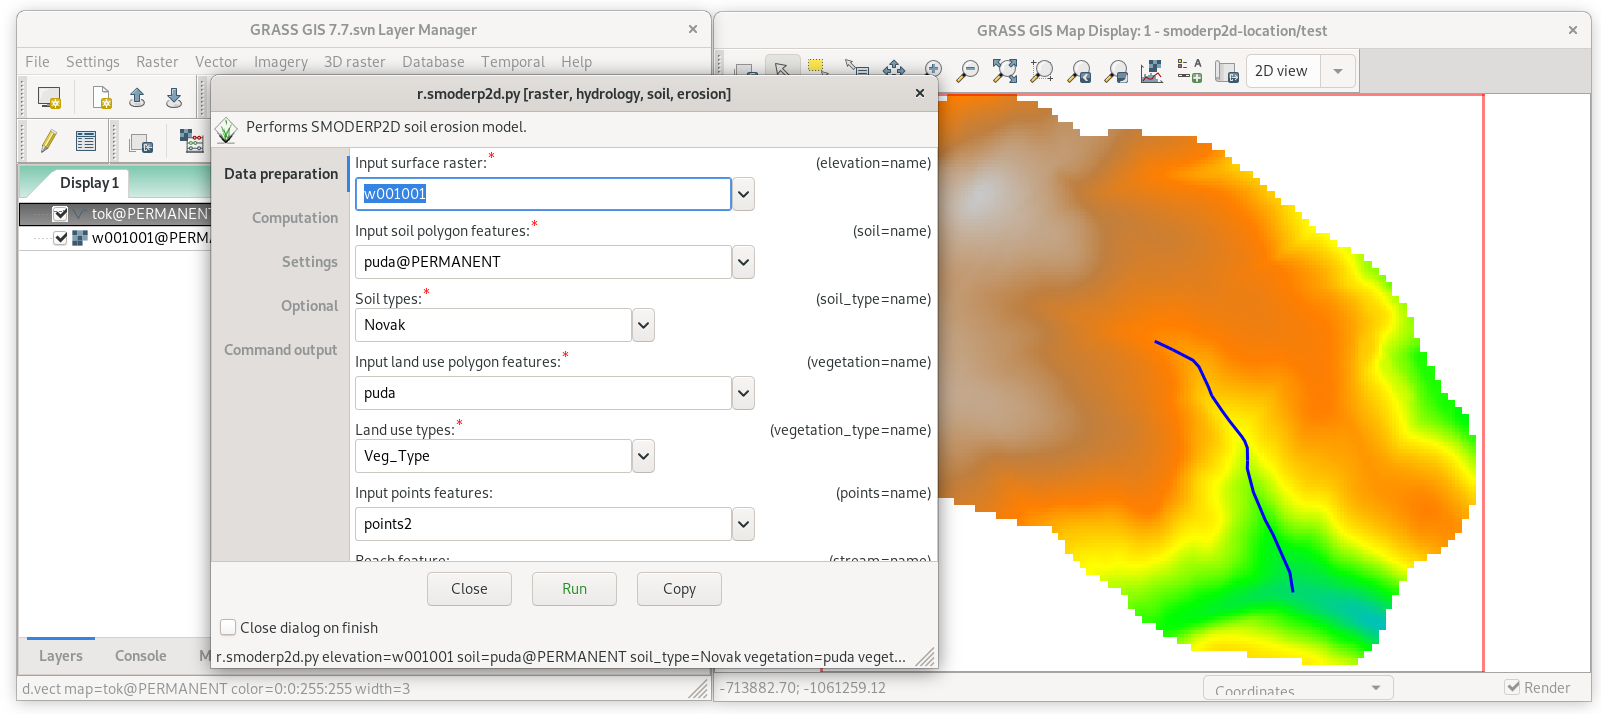 GRASS GIS 7.7.svn Layer Manager
File Settings Raster Vector Imagery 3D raster Database Temporal Help
Display 1
tok@PERMANENT
w001001@PERMA
Layers Console M
d.vect map=tok@PERMANENT color=0:0:255:255 width=3
r.smoderp2d.py [raster, hydrology, soil, erosion]
Performs SMODERP2D soil erosion model.
Data preparation
Computation
Settings
Optional
Command output
Input surface raster:* (elevation=name)
w001001
Input soil polygon features:* (soil=name)
puda@PERMANENT
Soil types:* (soil_type=name)
Novak
Input land use polygon features:* (vegetation=name)
puda
Land use types:* (vegetation_type=name)
Veg_Type
Input points features: (points=name)
points2
Reach feature: (stream=name)
Close Run Copy
Close dialog on finish
r.smoderp2d.py elevation=w001001 soil=puda@PERMANENT soil_type=Novak vegetation=puda veget...
GRASS GIS Map Display: 1 - smoderp2d-location/test
2D view
-713882.70; -1061259.12
Coordinates
Render